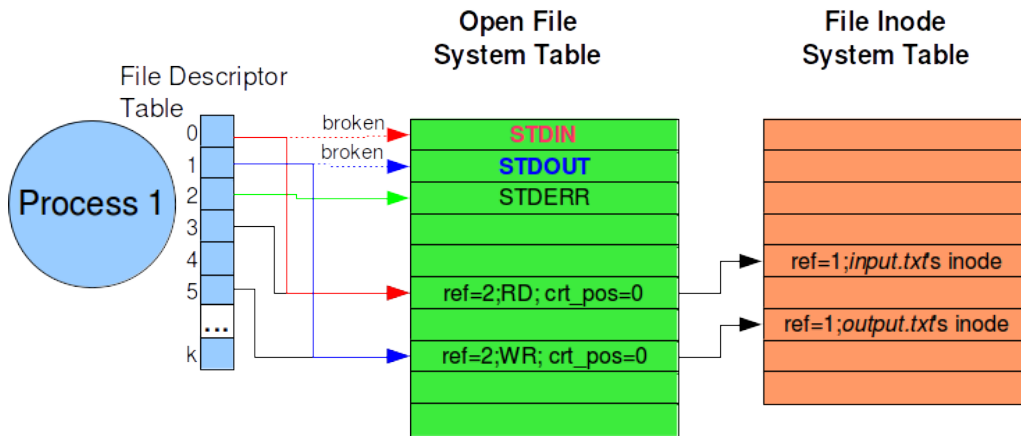 Open File
System Table
File Inode
System Table
File Descriptor
Table
Process 1
0
1
2
3
4
5
...
k
broken
broken
STDIN
STDOUT
STDERR
ref=2;RD; crt_pos=0
ref=2;WR; crt_pos=0
ref=1;input.txt's inode
ref=1;output.txt's inode